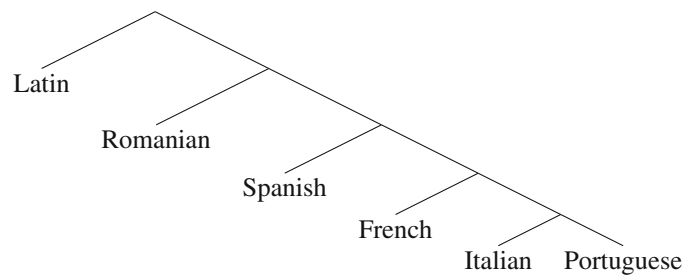 Latin
Romanian
Spanish
French
Italian Portuguese